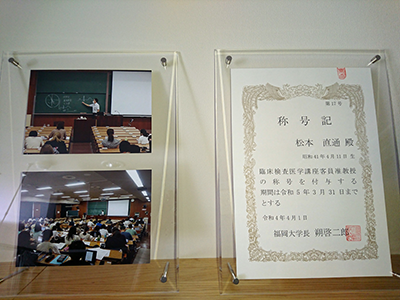 第17号
称号記
松本 直通 殿
昭和41年4月11日 生
臨床検査医学講座客員准教授
の称号を付与する
期間は令和5年3月31日まで
とする
令和4年4月1日
福岡大学長 朔啓二郎